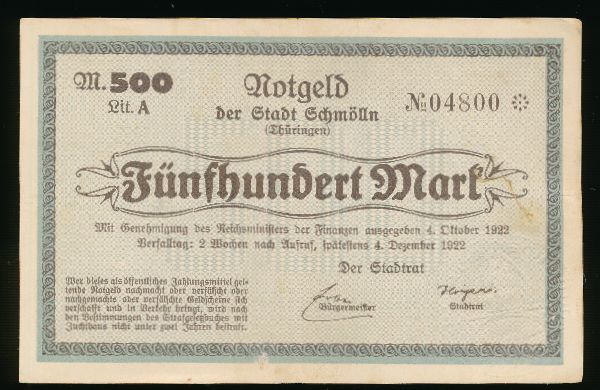 M. 500
Lit. A
Notgeld
der Stadt Schmölln
(Thüringen)
№ 04800
Fünfhundert Mark
Mit Genehmigung des Reichsministers der Finanzen ausgegeben 4. Oktober 1922
Verfalltag: 2 Wochen nach Aufruf, spätestens 4. Dezember 1922
Der Stadtrat
Wer dieses als öffentliches Zahlungsmittel gel-
tende Notgeld nachmacht oder verfälscht oder
nachgemachte oder verfälschte Geldscheine sich
verschafft und in Verkehr bringt, wird nach
den Bestimmungen des Strafgesetzbuches mit
Zuchthaus nicht unter zwei Jahren bestraft.
Bürgermeister
Stadtrat